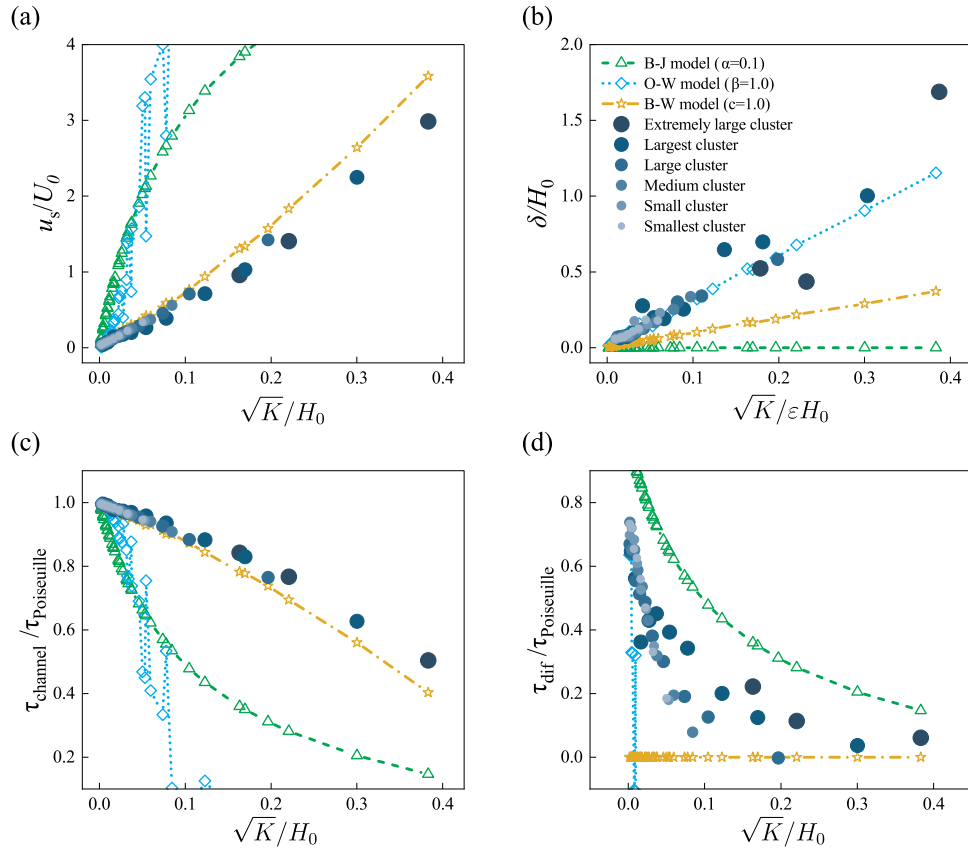 (a)
4
3
2
1
0
u_s/U_0
0.0 0.1 0.2 0.3 0.4
√K/H_0
(b)
2.0
1.5
1.0
0.5
0.0
δ/H_0
B-J model (α=0.1)
O-W model (β=1.0)
B-W model (c=1.0)
Extremely large cluster
Largest cluster
Large cluster
Medium cluster
Small cluster
Smallest cluster
0.0 0.1 0.2 0.3 0.4
√K/εH_0
(c)
1.0
0.8
0.6
0.4
0.2
τ_channel /τ_Poiseuille
0.0 0.1 0.2 0.3 0.4
√K/H_0
(d)
0.8
0.6
0.4
0.2
0.0
τ_dif /τ_Poiseuille
0.0 0.1 0.2 0.3 0.4
√K/H_0